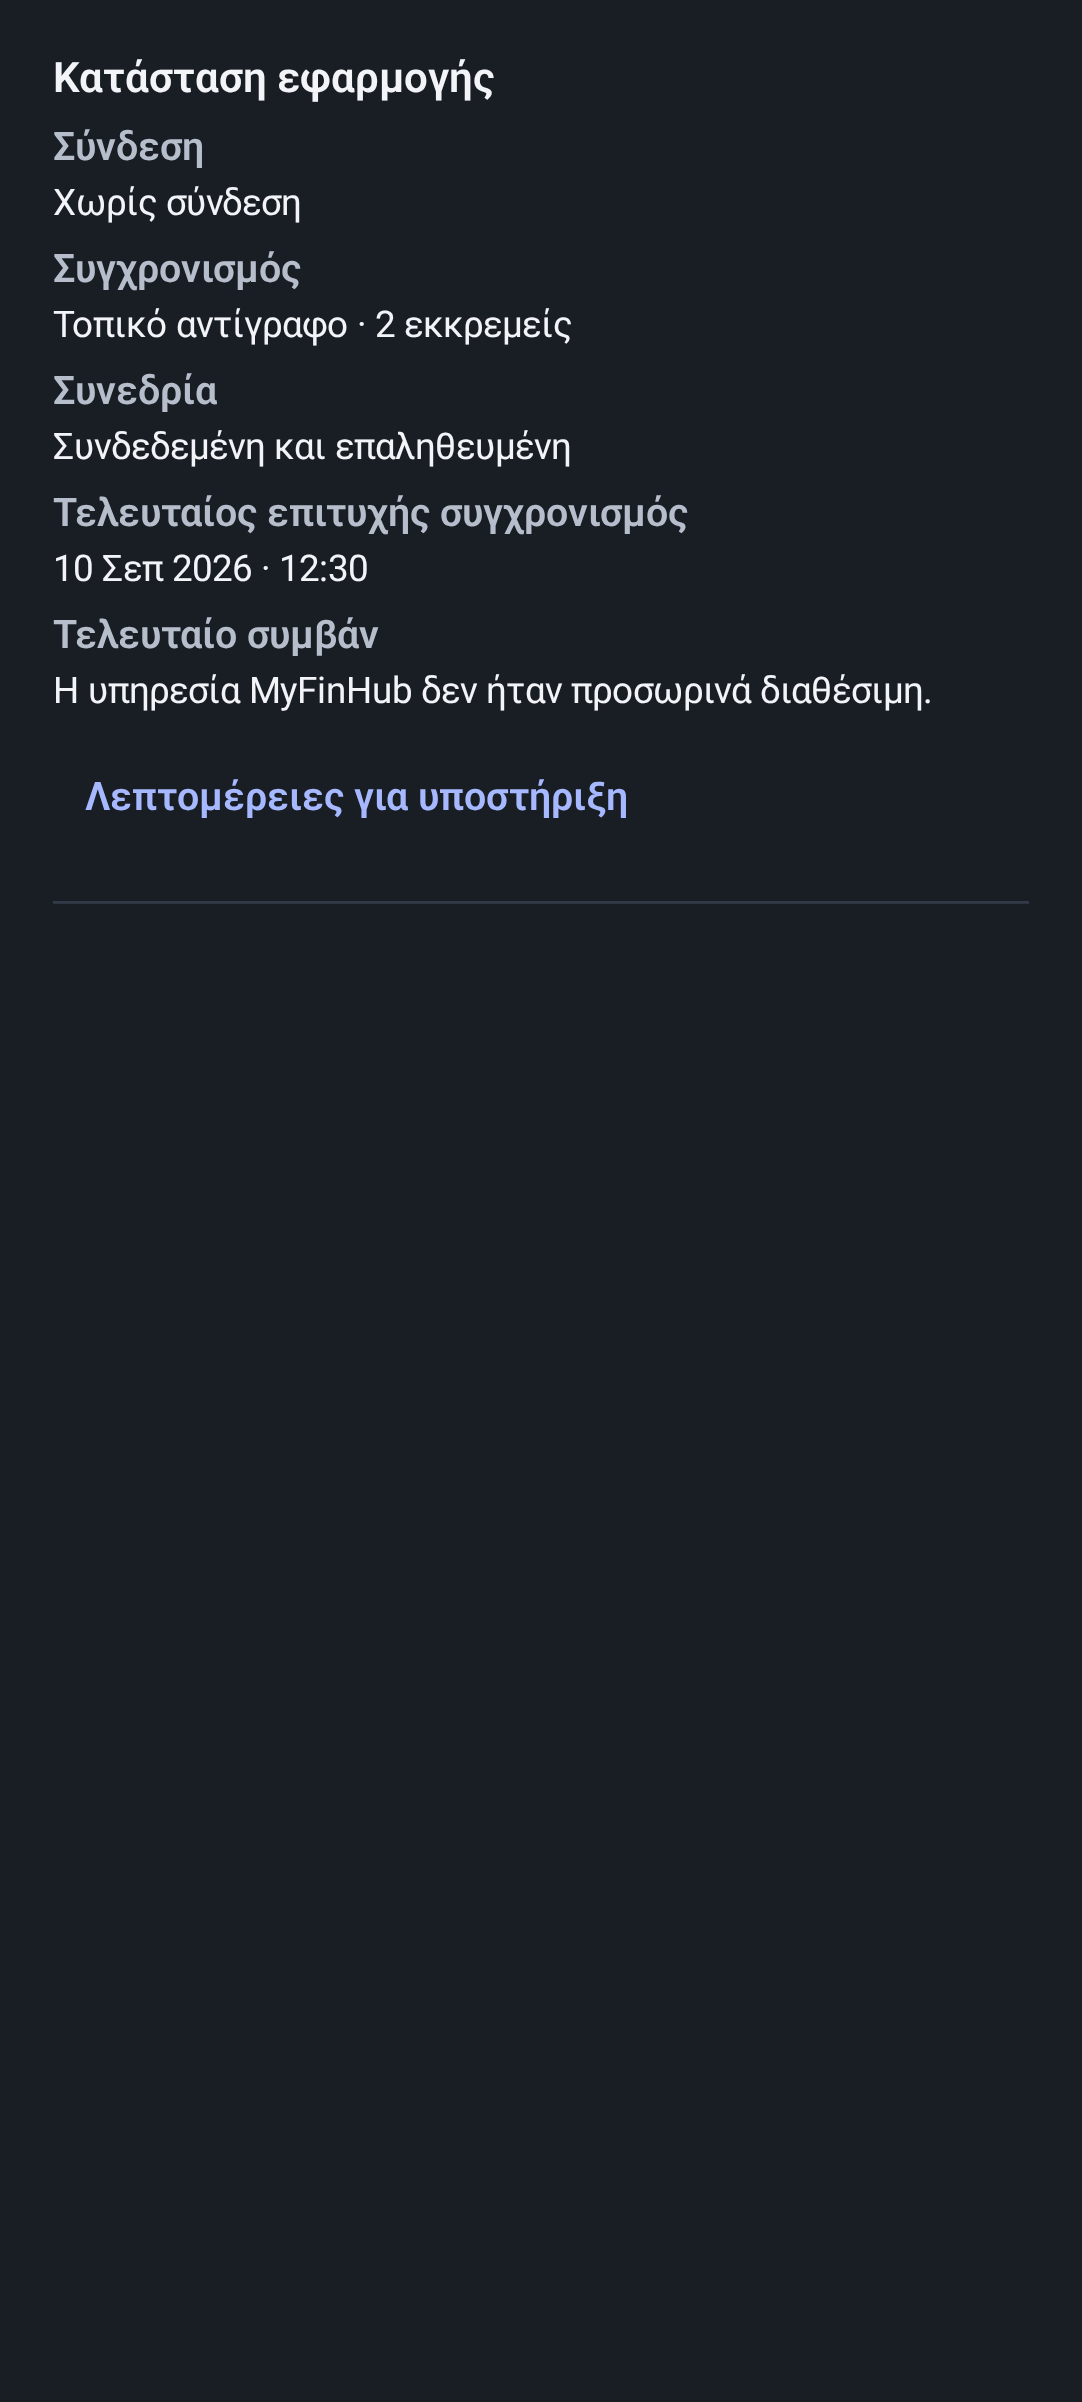 Κατάσταση εφαρμογής
Σύνδεση
Χωρίς σύνδεση
Συγχρονισμός
Τοπικό αντίγραφο · 2 εκκρεμείς
Συνεδρία
Συνδεδεμένη και επαληθευμένη
Τελευταίος επιτυχής συγχρονισμός
10 Σεπ 2026 · 12:30
Τελευταίο συμβάν
Η υπηρεσία MyFinHub δεν ήταν προσωρινά διαθέσιμη.
Λεπτομέρειες για υποστήριξη